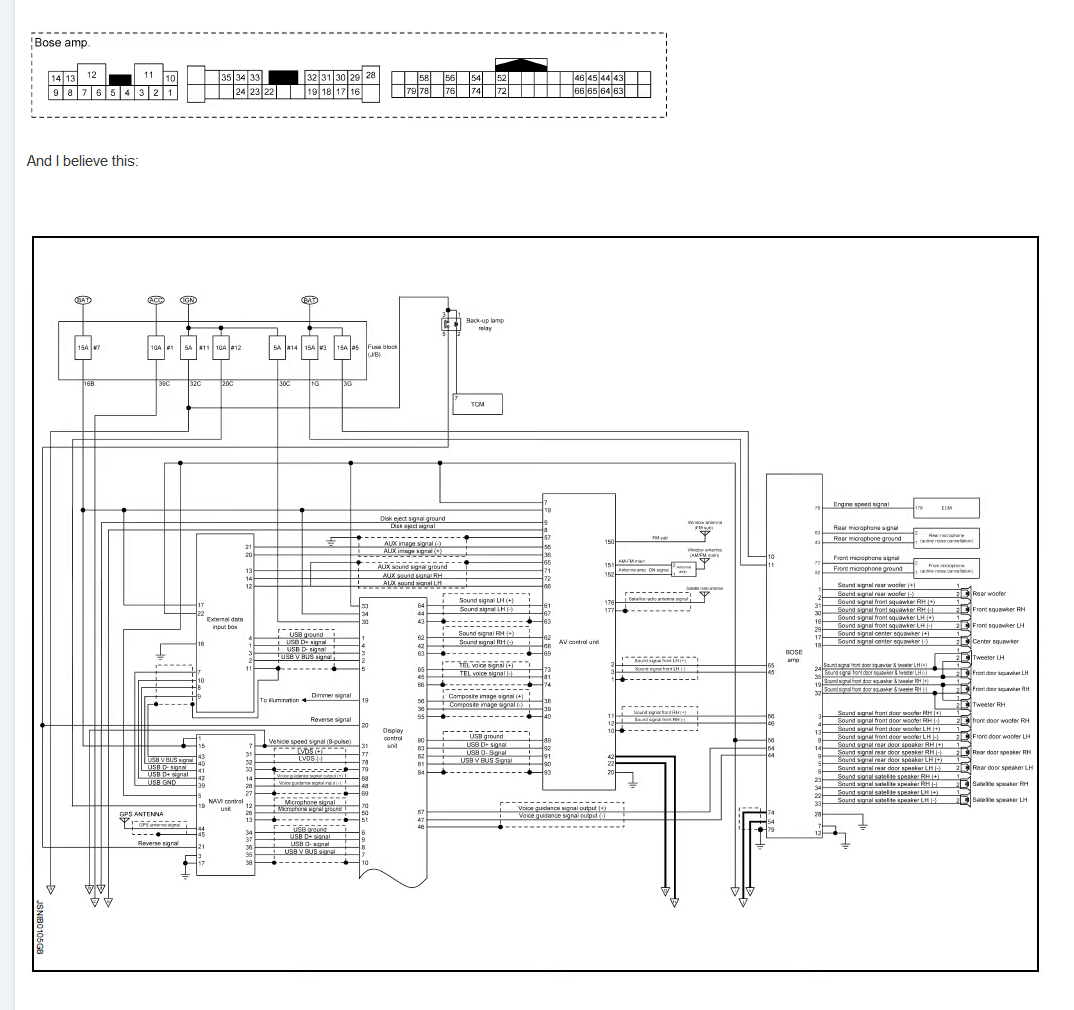 Bose amp.
14 13 12 11 10
9 8 7 6 5 4 3 2 1
35 34 33 32 31 30 29 28
24 23 22 19 18 17 16
58 56 54 52 46 45 44 43
79 78 76 74 72 66 65 64 63
And I believe this:
BAT ACC IGN BAT
15A #7 10A #1 5A #11 10A #12 5A #14 15A #3 15A #5
Fuse block
(J/B)
16B 39C 32C 20C 30C 1G 3G
Back-up lamp
relay
TCM
Disk eject signal ground
Disk eject signal
AUX image signal (-)
AUX image signal (+)
AUX sound signal ground
AUX sound signal RH
AUX sound signal LH
External data
input box
USB ground
USB D+ signal
USB D- signal
USB V BUS signal
To illumination
Dimmer signal
Reverse signal
Vehicle speed signal (8-pulse)
LVDS (+)
LVDS (-)
Voice guidance signal output (+)
Voice guidance signal input (-)
Microphone signal
Microphone signal ground
USB ground
USB D+ signal
USB D- signal
USB V BUS signal
USB V BUS signal
USB D- signal
USB D+ signal
USB GND
NAVI control
unit
GPS ANTENNA
GPS antenna signal
Reverse signal
Display
control
unit
Sound signal LH (+)
Sound signal LH (-)
Sound signal RH (+)
Sound signal RH (-)
TEL voice signal (+)
TEL voice signal (-)
Composite image signal (+)
Composite image signal (-)
USB ground
USB D+ signal
USB D- Signal
USB V BUS Signal
Voice guidance signal output (+)
Voice guidance signal output (-)
AV control unit
Window antenna
(FM sub)
FM sub
Window antenna
(AM/FM main)
AM-FM main
Antenna amp. ON signal
Antenna
amp.
Satellite radio antenna
Satellite radio antenna signal
Sound signal front LH (+)
Sound signal front LH (-)
Sound signal front RH (+)
Sound signal front RH (-)
BOSE
amp.
Engine speed signal
ECM
Rear microphone signal
Rear microphone ground
Rear microphone
(active noise cancellation)
Front microphone signal
Front microphone ground
Front microphone
(active noise cancellation)
Sound signal rear woofer (+)
Sound signal rear woofer (-)
Rear woofer
Sound signal front squawker RH (+)
Sound signal front squawker RH (-)
Front squawker RH
Sound signal front squawker LH (+)
Sound signal front squawker LH (-)
Front squawker LH
Sound signal center squawker (+)
Sound signal center squawker (-)
Center squawker
Tweeter LH
Sound signal front door squawker & tweeter LH (+)
Sound signal front door squawker & tweeter LH (-)
Front door squawker LH
Sound signal front door squawker & tweeter RH (+)
Sound signal front door squawker & tweeter RH (-)
Front door squawker RH
Tweeter RH
Sound signal front door woofer RH (+)
Sound signal front door woofer RH (-)
front door woofer RH
Sound signal front door woofer LH (+)
Sound signal front door woofer LH (-)
Front door woofer LH
Sound signal rear door speaker RH (+)
Sound signal rear door speaker RH (-)
Rear door speaker RH
Sound signal rear door speaker LH (+)
Sound signal rear door speaker LH (-)
Rear door speaker LH
Sound signal satellite speaker RH (+)
Sound signal satellite speaker RH (-)
Satellite speaker RH
Sound signal satellite speaker LH (+)
Sound signal satellite speaker LH (-)
Satellite speaker LH
JSNIB0105GB